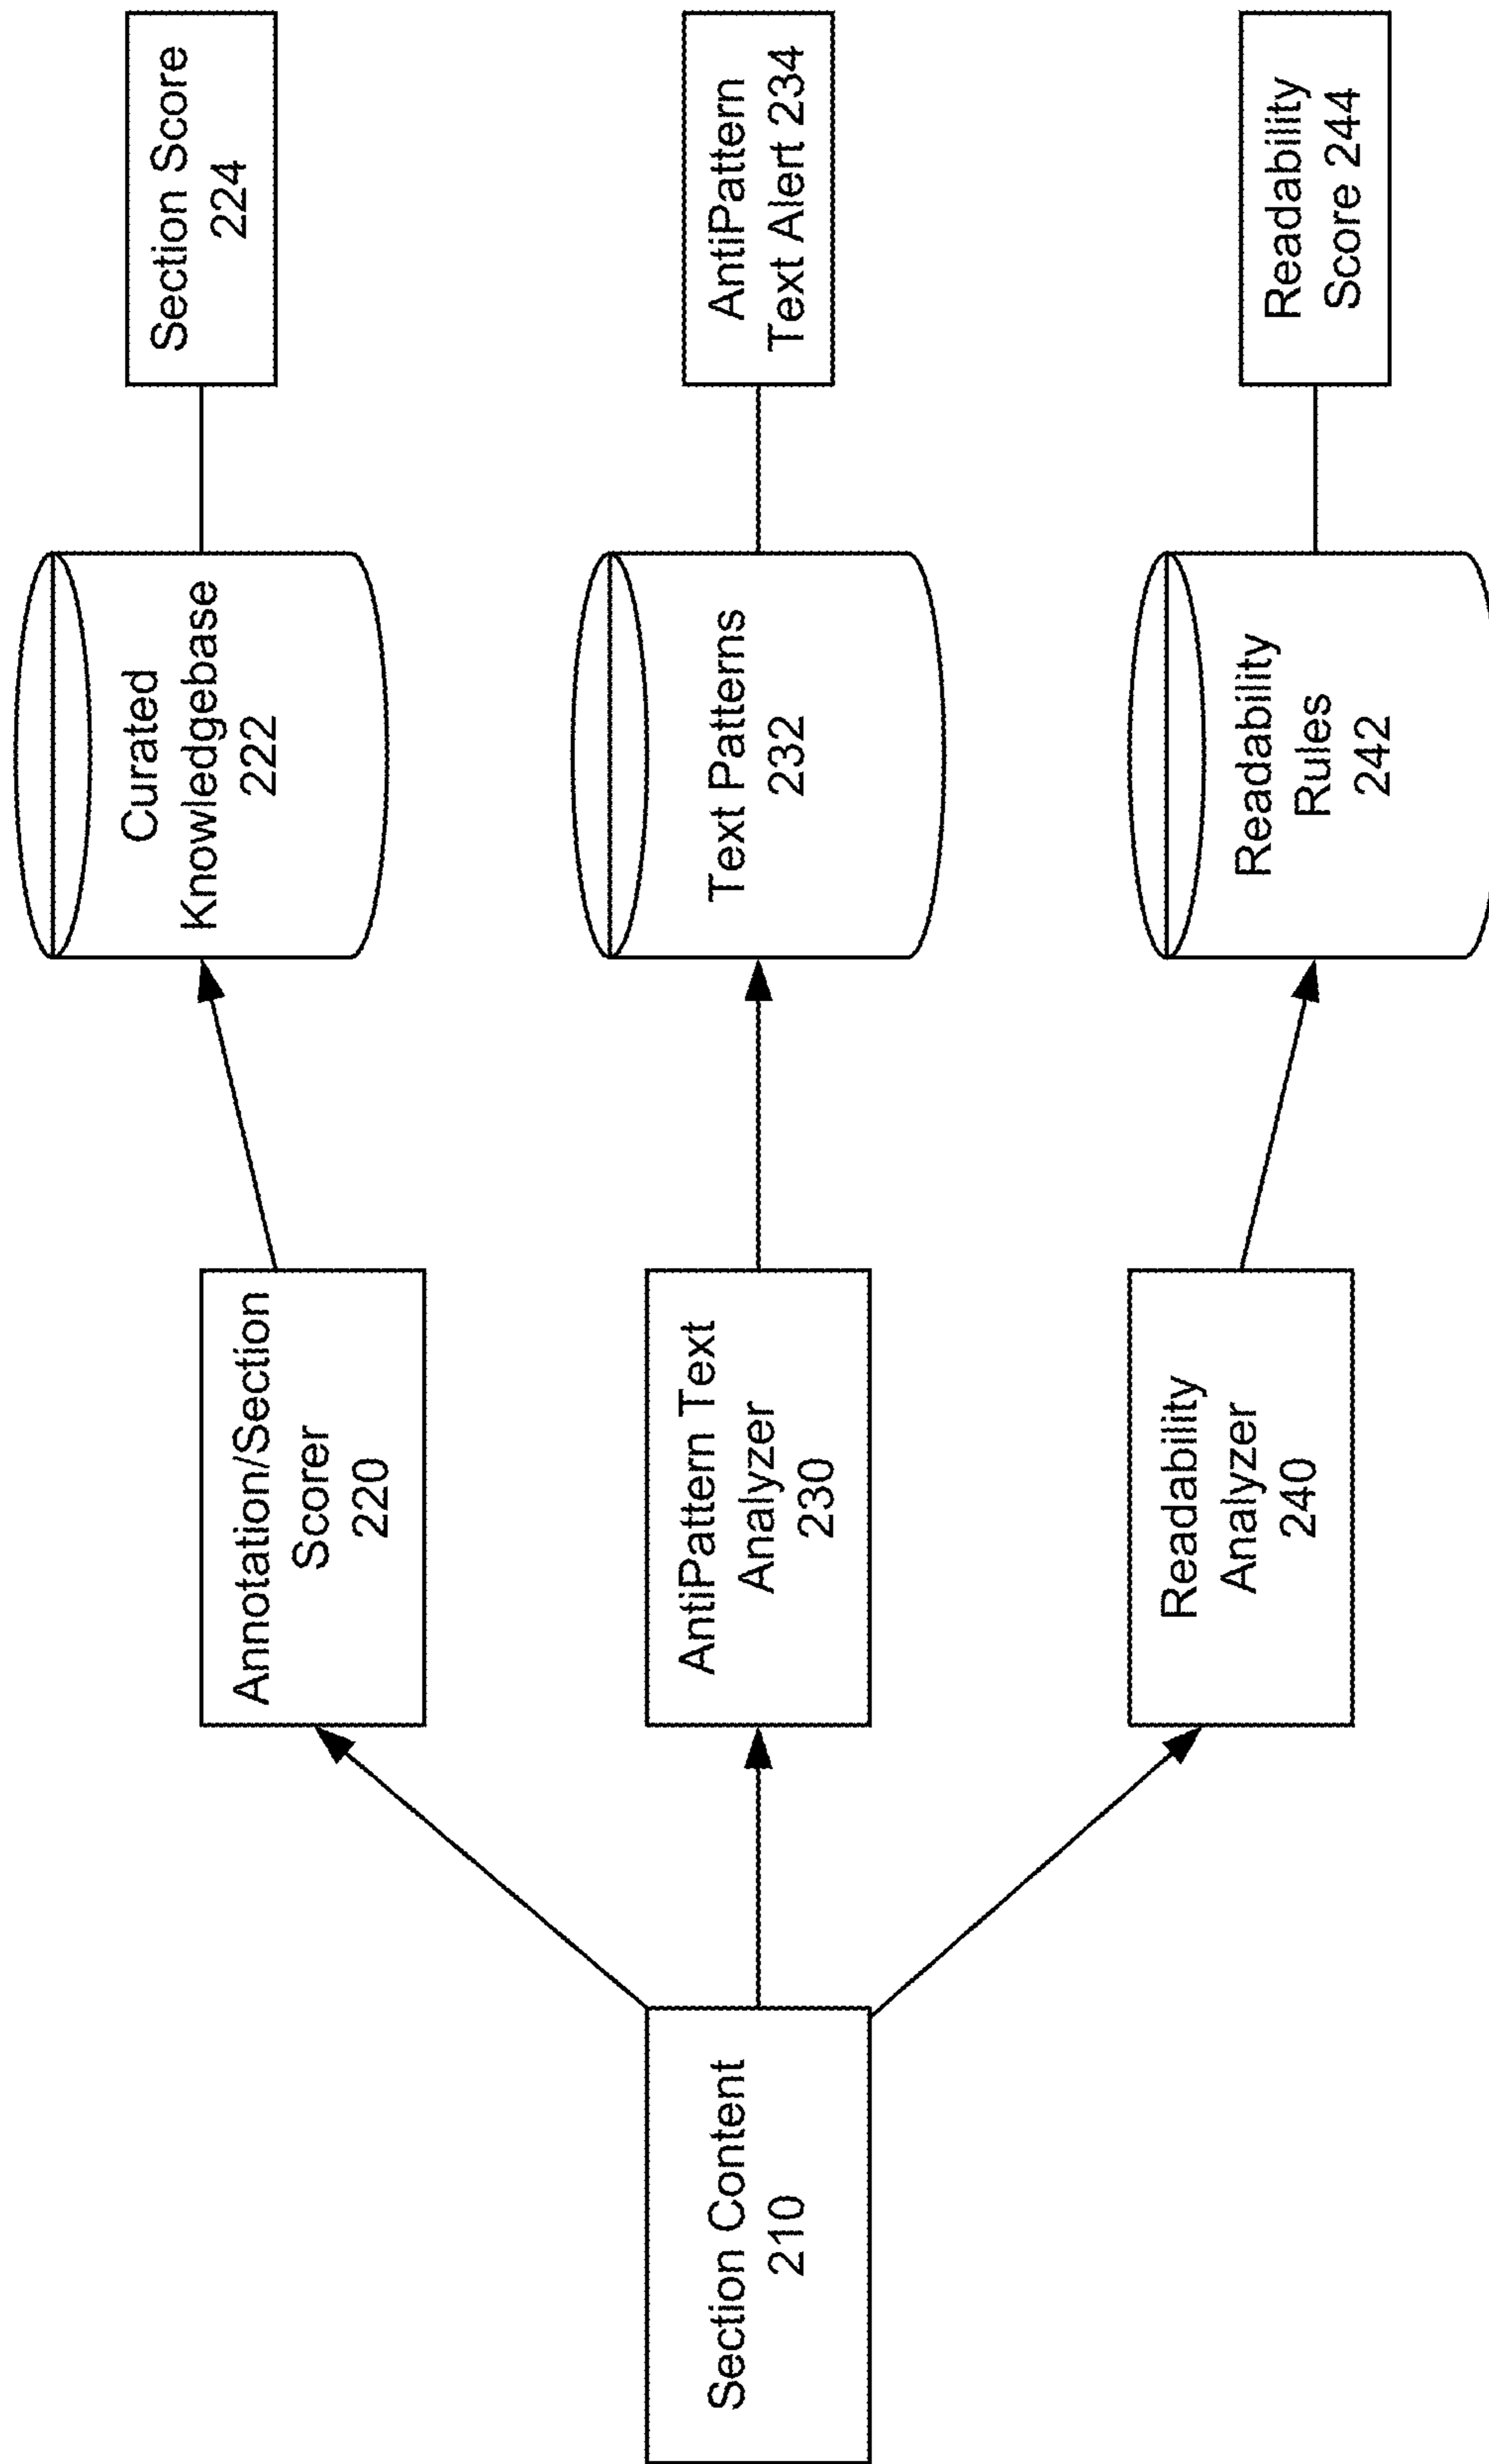 Section Content
210
Annotation/Section
Scorer
220
Curated
Knowledgebase
222
Section Score
224
AntiPattern Text
Analyzer
230
Text Patterns
232
AntiPattern
Text Alert 234
Readability
Analyzer
240
Readability
Rules
242
Readability
Score 244